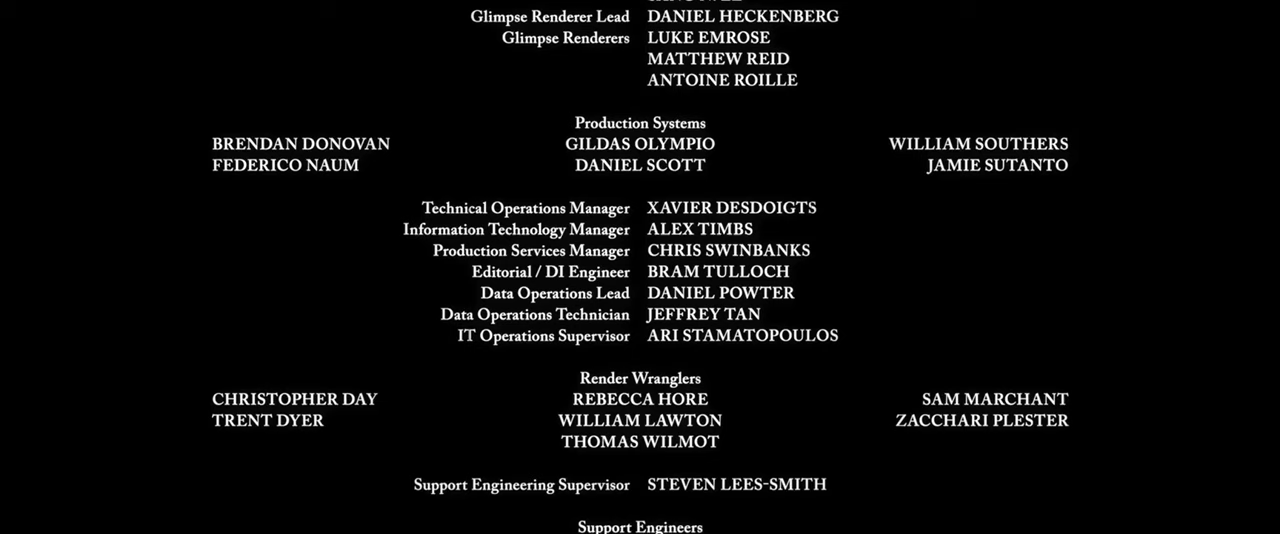 Glimpse Renderer Lead DANIEL HECKENBERG
Glimpse Renderers LUKE EMROSE
MATTHEW REID
ANTOINE ROILLE
Production Systems
BRENDAN DONOVAN GILDAS OLYMPIO WILLIAM SOUTHERS
FEDERICO NAUM DANIEL SCOTT JAMIE SUTANTO
Technical Operations Manager XAVIER DESDOIGTS
Information Technology Manager ALEX TIMBS
Production Services Manager CHRIS SWINBANKS
Editorial / DI Engineer BRAM TULLOCH
Data Operations Lead DANIEL POWTER
Data Operations Technician JEFFREY TAN
IT Operations Supervisor ARI STAMATOPOULOS
Render Wranglers
CHRISTOPHER DAY REBECCA HORE SAM MARCHANT
TRENT DYER WILLIAM LAWTON ZACCHARI PLESTER
THOMAS WILMOT
Support Engineering Supervisor STEVEN LEES-SMITH
Support Engineers